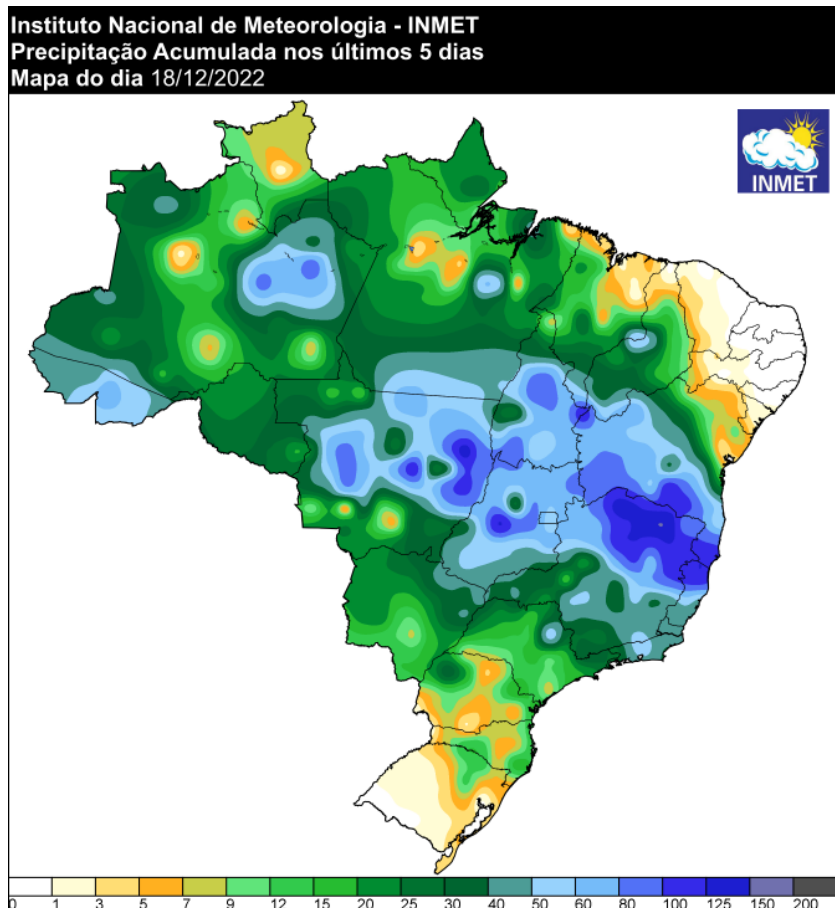 Instituto Nacional de Meteorologia - INMET
Precipitação Acumulada nos últimos 5 dias
Mapa do dia 18/12/2022
INMET
0 1 3 5 7 9 12 15 20 25 30 40 50 60 80 100 125 150 200